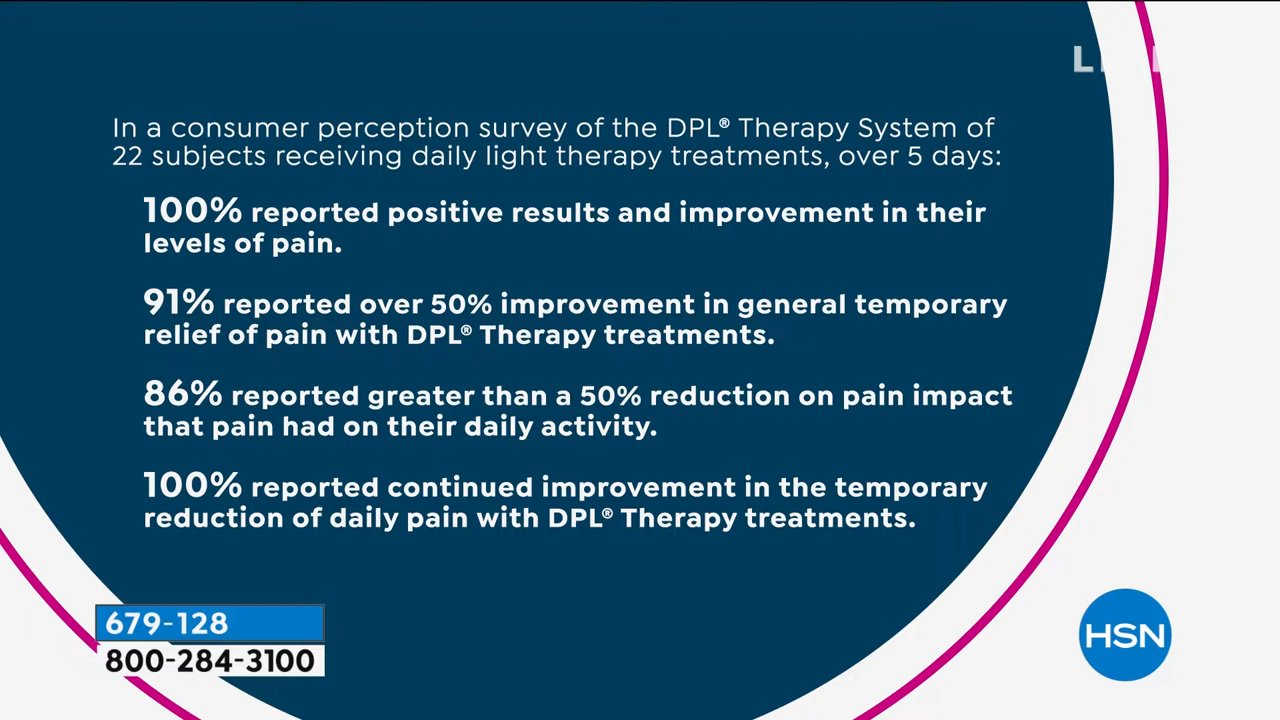 In a consumer perception survey of the DPL® Therapy System of
22 subjects receiving daily light therapy treatments, over 5 days:
100% reported positive results and improvement in their
levels of pain.
91% reported over 50% improvement in general temporary
relief of pain with DPL® Therapy treatments.
86% reported greater than a 50% reduction on pain impact
that pain had on their daily activity.
100% reported continued improvement in the temporary
reduction of daily pain with DPL® Therapy treatments.
679-128
800-284-3100
HSN